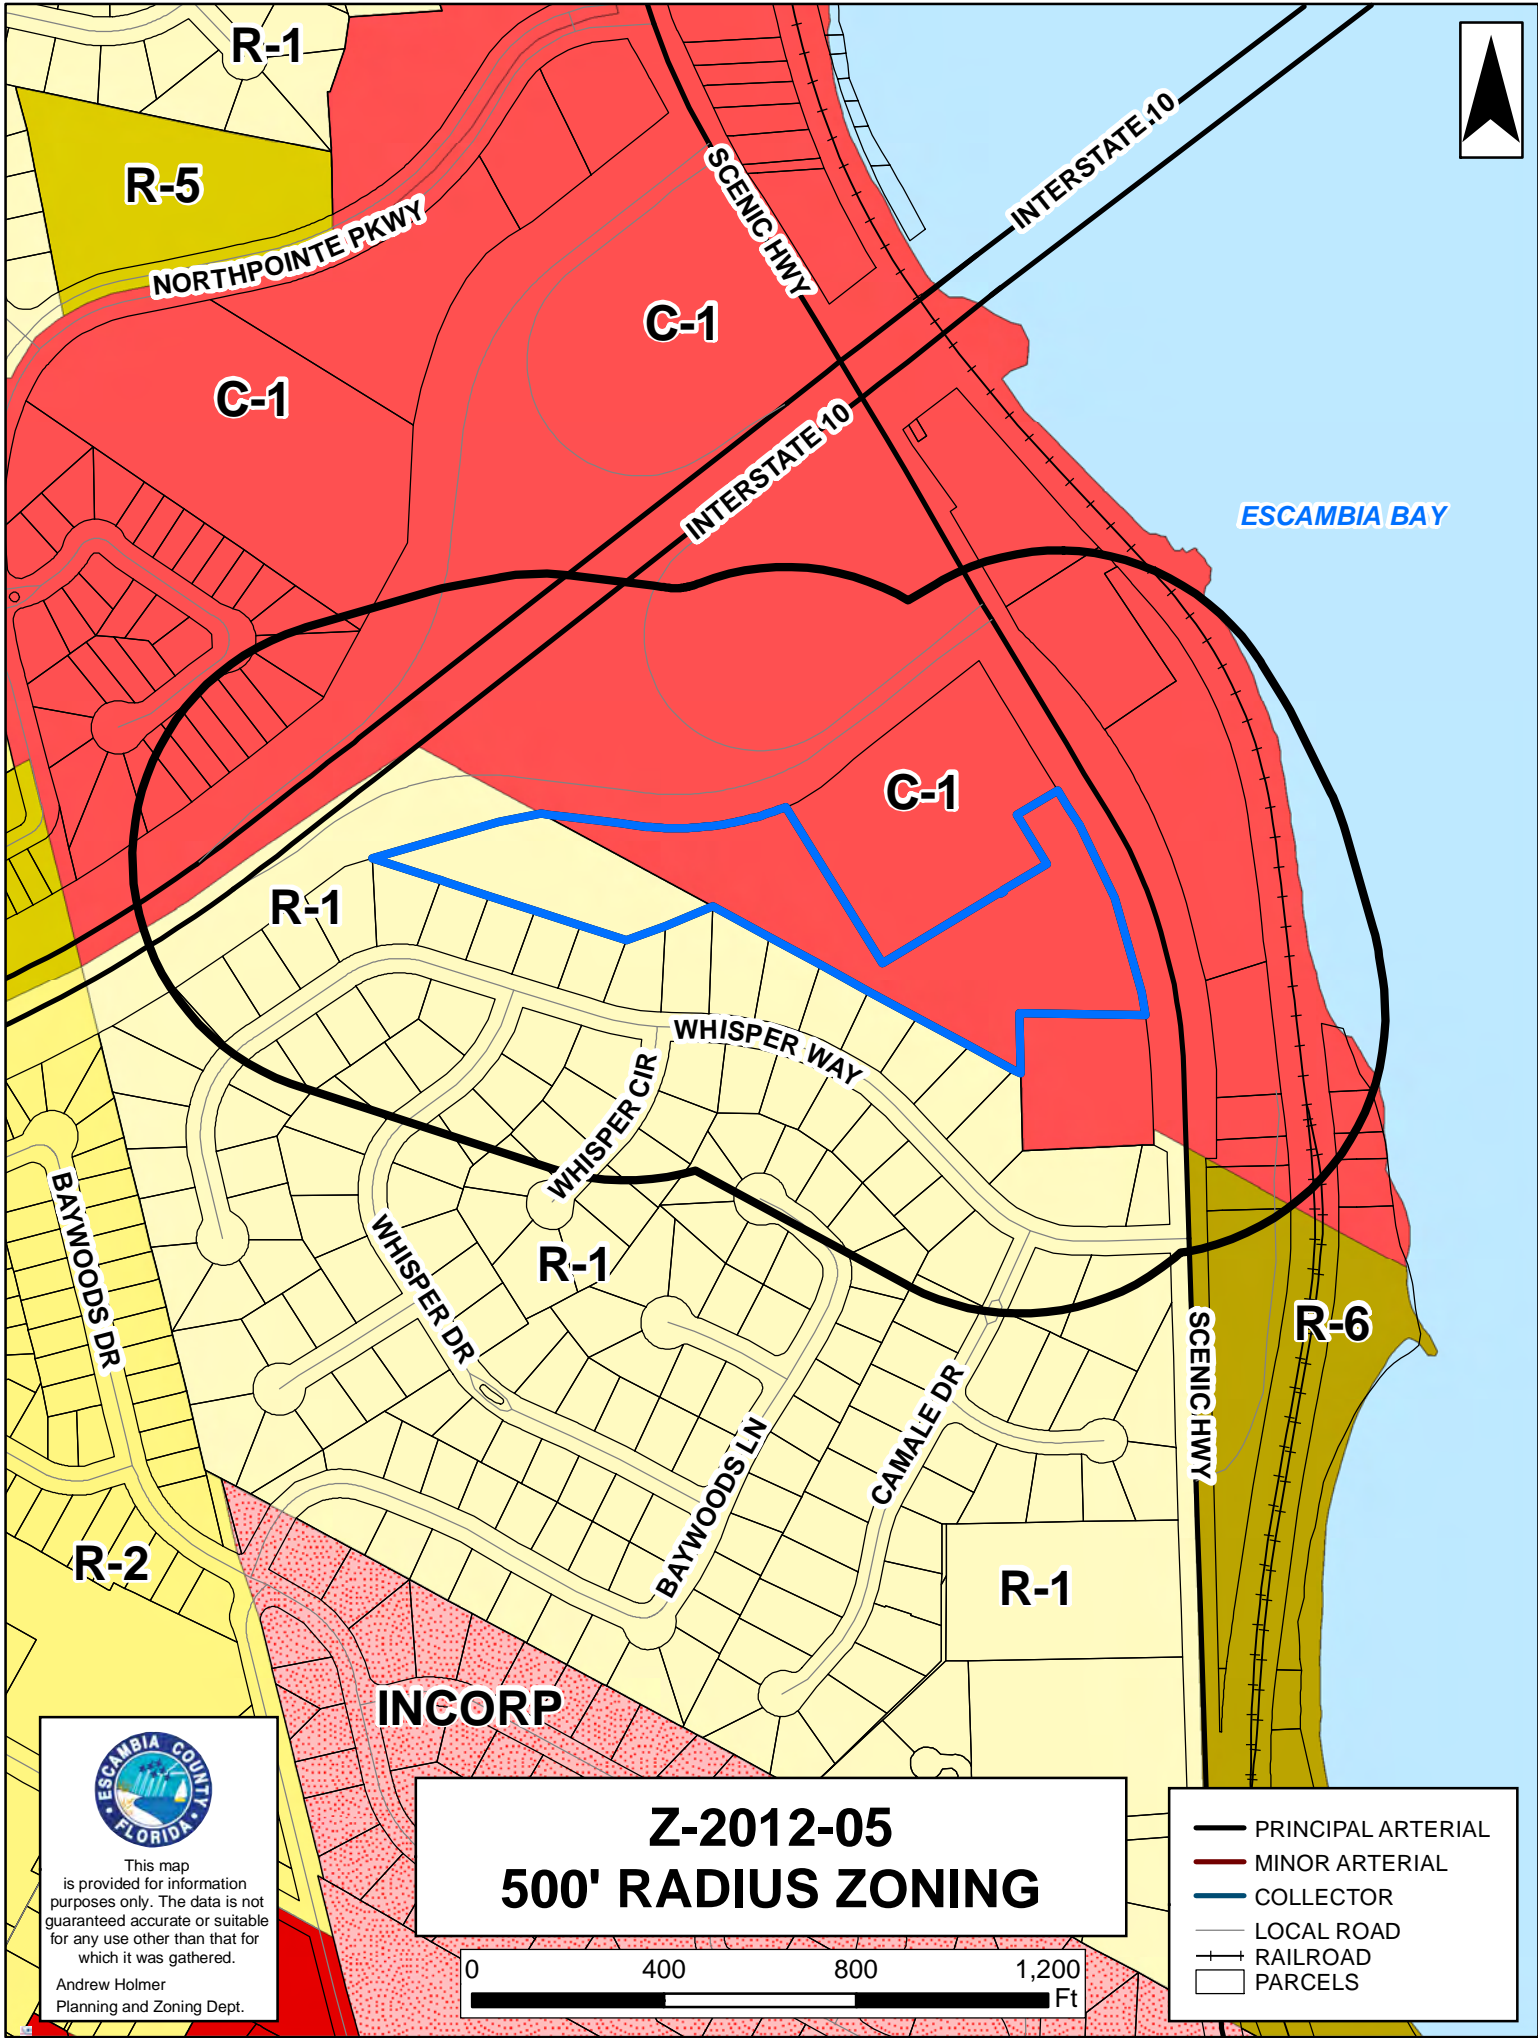 R-1
R-5
NORTHPOINTE PKWY
SCENIC HWY
INTERSTATE 10
C-1
C-1
INTERSTATE 10
ESCAMBIA BAY
C-1
R-1
WHISPER WAY
WHISPER CIR
BAYWOODS DR
WHISPER DR
R-1
R-6
SCENIC HWY
CAMALE DR
BAYWOODS LN
R-2
R-1
INCORP
ESCAMBIA COUNTY
FLORIDA
This map
is provided for information
purposes only. The data is not
guaranteed accurate or suitable
for any use other than that for
which it was gathered.
Andrew Holmer
Planning and Zoning Dept.
Z-2012-05
500' RADIUS ZONING
0 400 800 1,200
Ft
PRINCIPAL ARTERIAL
MINOR ARTERIAL
COLLECTOR
LOCAL ROAD
RAILROAD
PARCELS